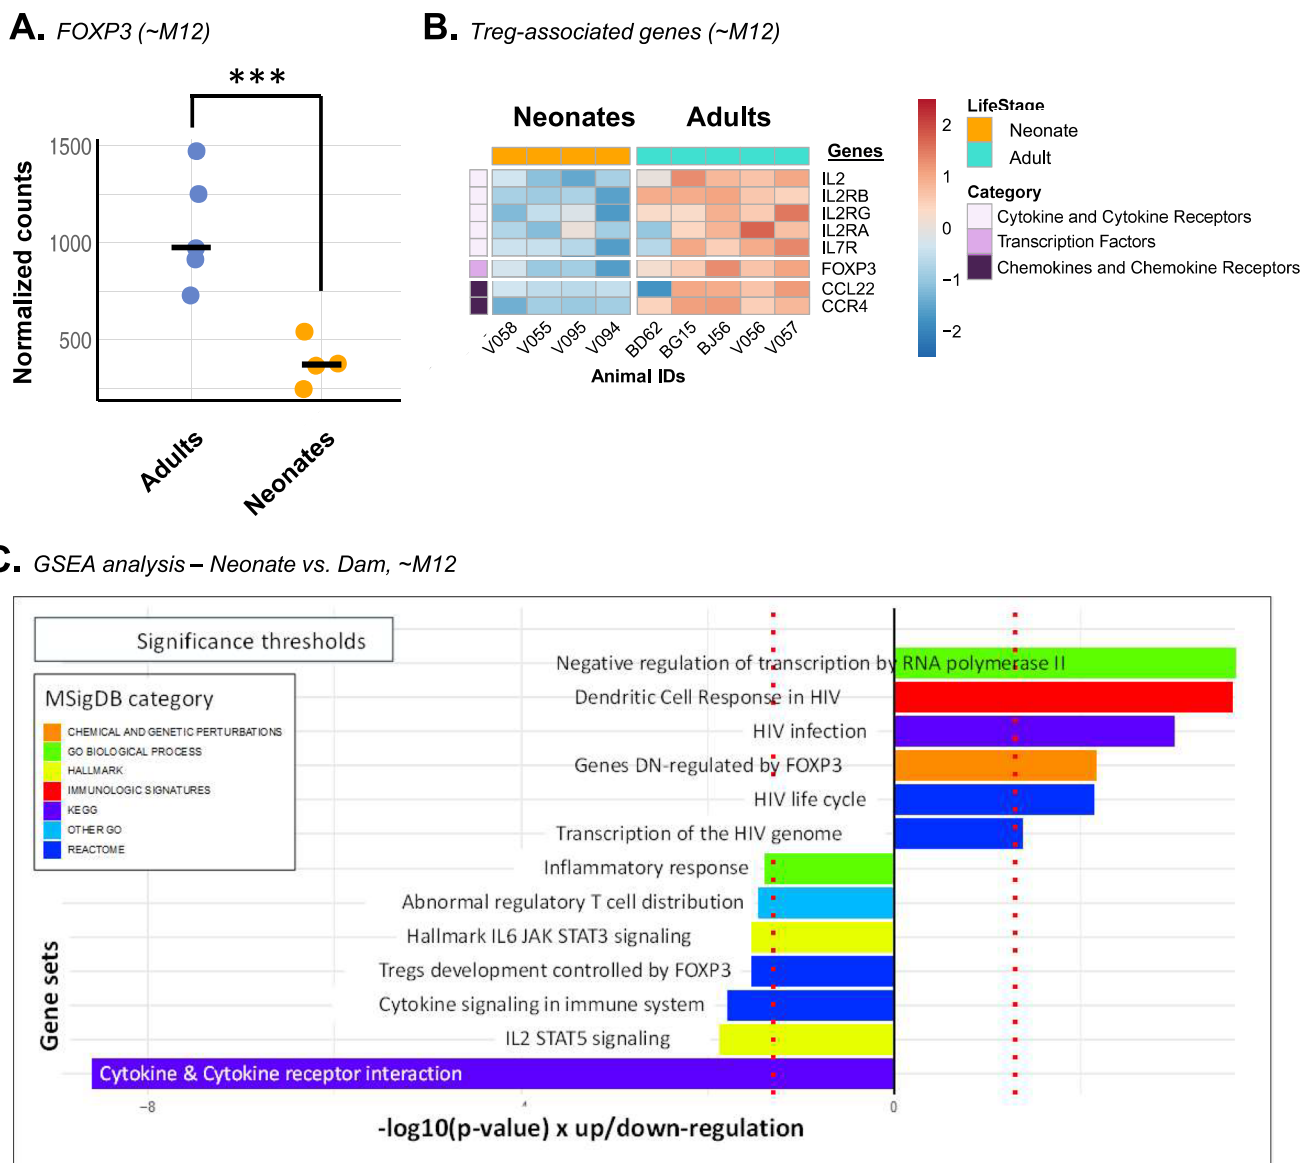 A. FOXP3 (~M12)
***
Normalized counts
1500
1000
500
Adults
Neonates
B. Treg-associated genes (~M12)
Neonates Adults
Genes
IL2
IL2RB
IL2RG
IL2RA
IL7R
FOXP3
CCL22
CCR4
V058 V055 V095 V094 BD62 BG15 BJ56 V056 V057
Animal IDs
2
1
0
−1
−2
LifeStage
Neonate
Adult
Category
Cytokine and Cytokine Receptors
Transcription Factors
Chemokines and Chemokine Receptors
C. GSEA analysis – Neonate vs. Dam, ~M12
Significance thresholds
MSigDB category
CHEMICAL AND GENETIC PERTURBATIONS
GO BIOLOGICAL PROCESS
HALLMARK
IMMUNOLOGIC SIGNATURES
KEGG
OTHER GO
REACTOME
Gene sets
Negative regulation of transcription by RNA polymerase II
Dendritic Cell Response in HIV
HIV infection
Genes DN-regulated by FOXP3
HIV life cycle
Transcription of the HIV genome
Inflammatory response
Abnormal regulatory T cell distribution
Hallmark IL6 JAK STAT3 signaling
Tregs development controlled by FOXP3
Cytokine signaling in immune system
IL2 STAT5 signaling
Cytokine & Cytokine receptor interaction
−8 0
-log10(p-value) x up/down-regulation